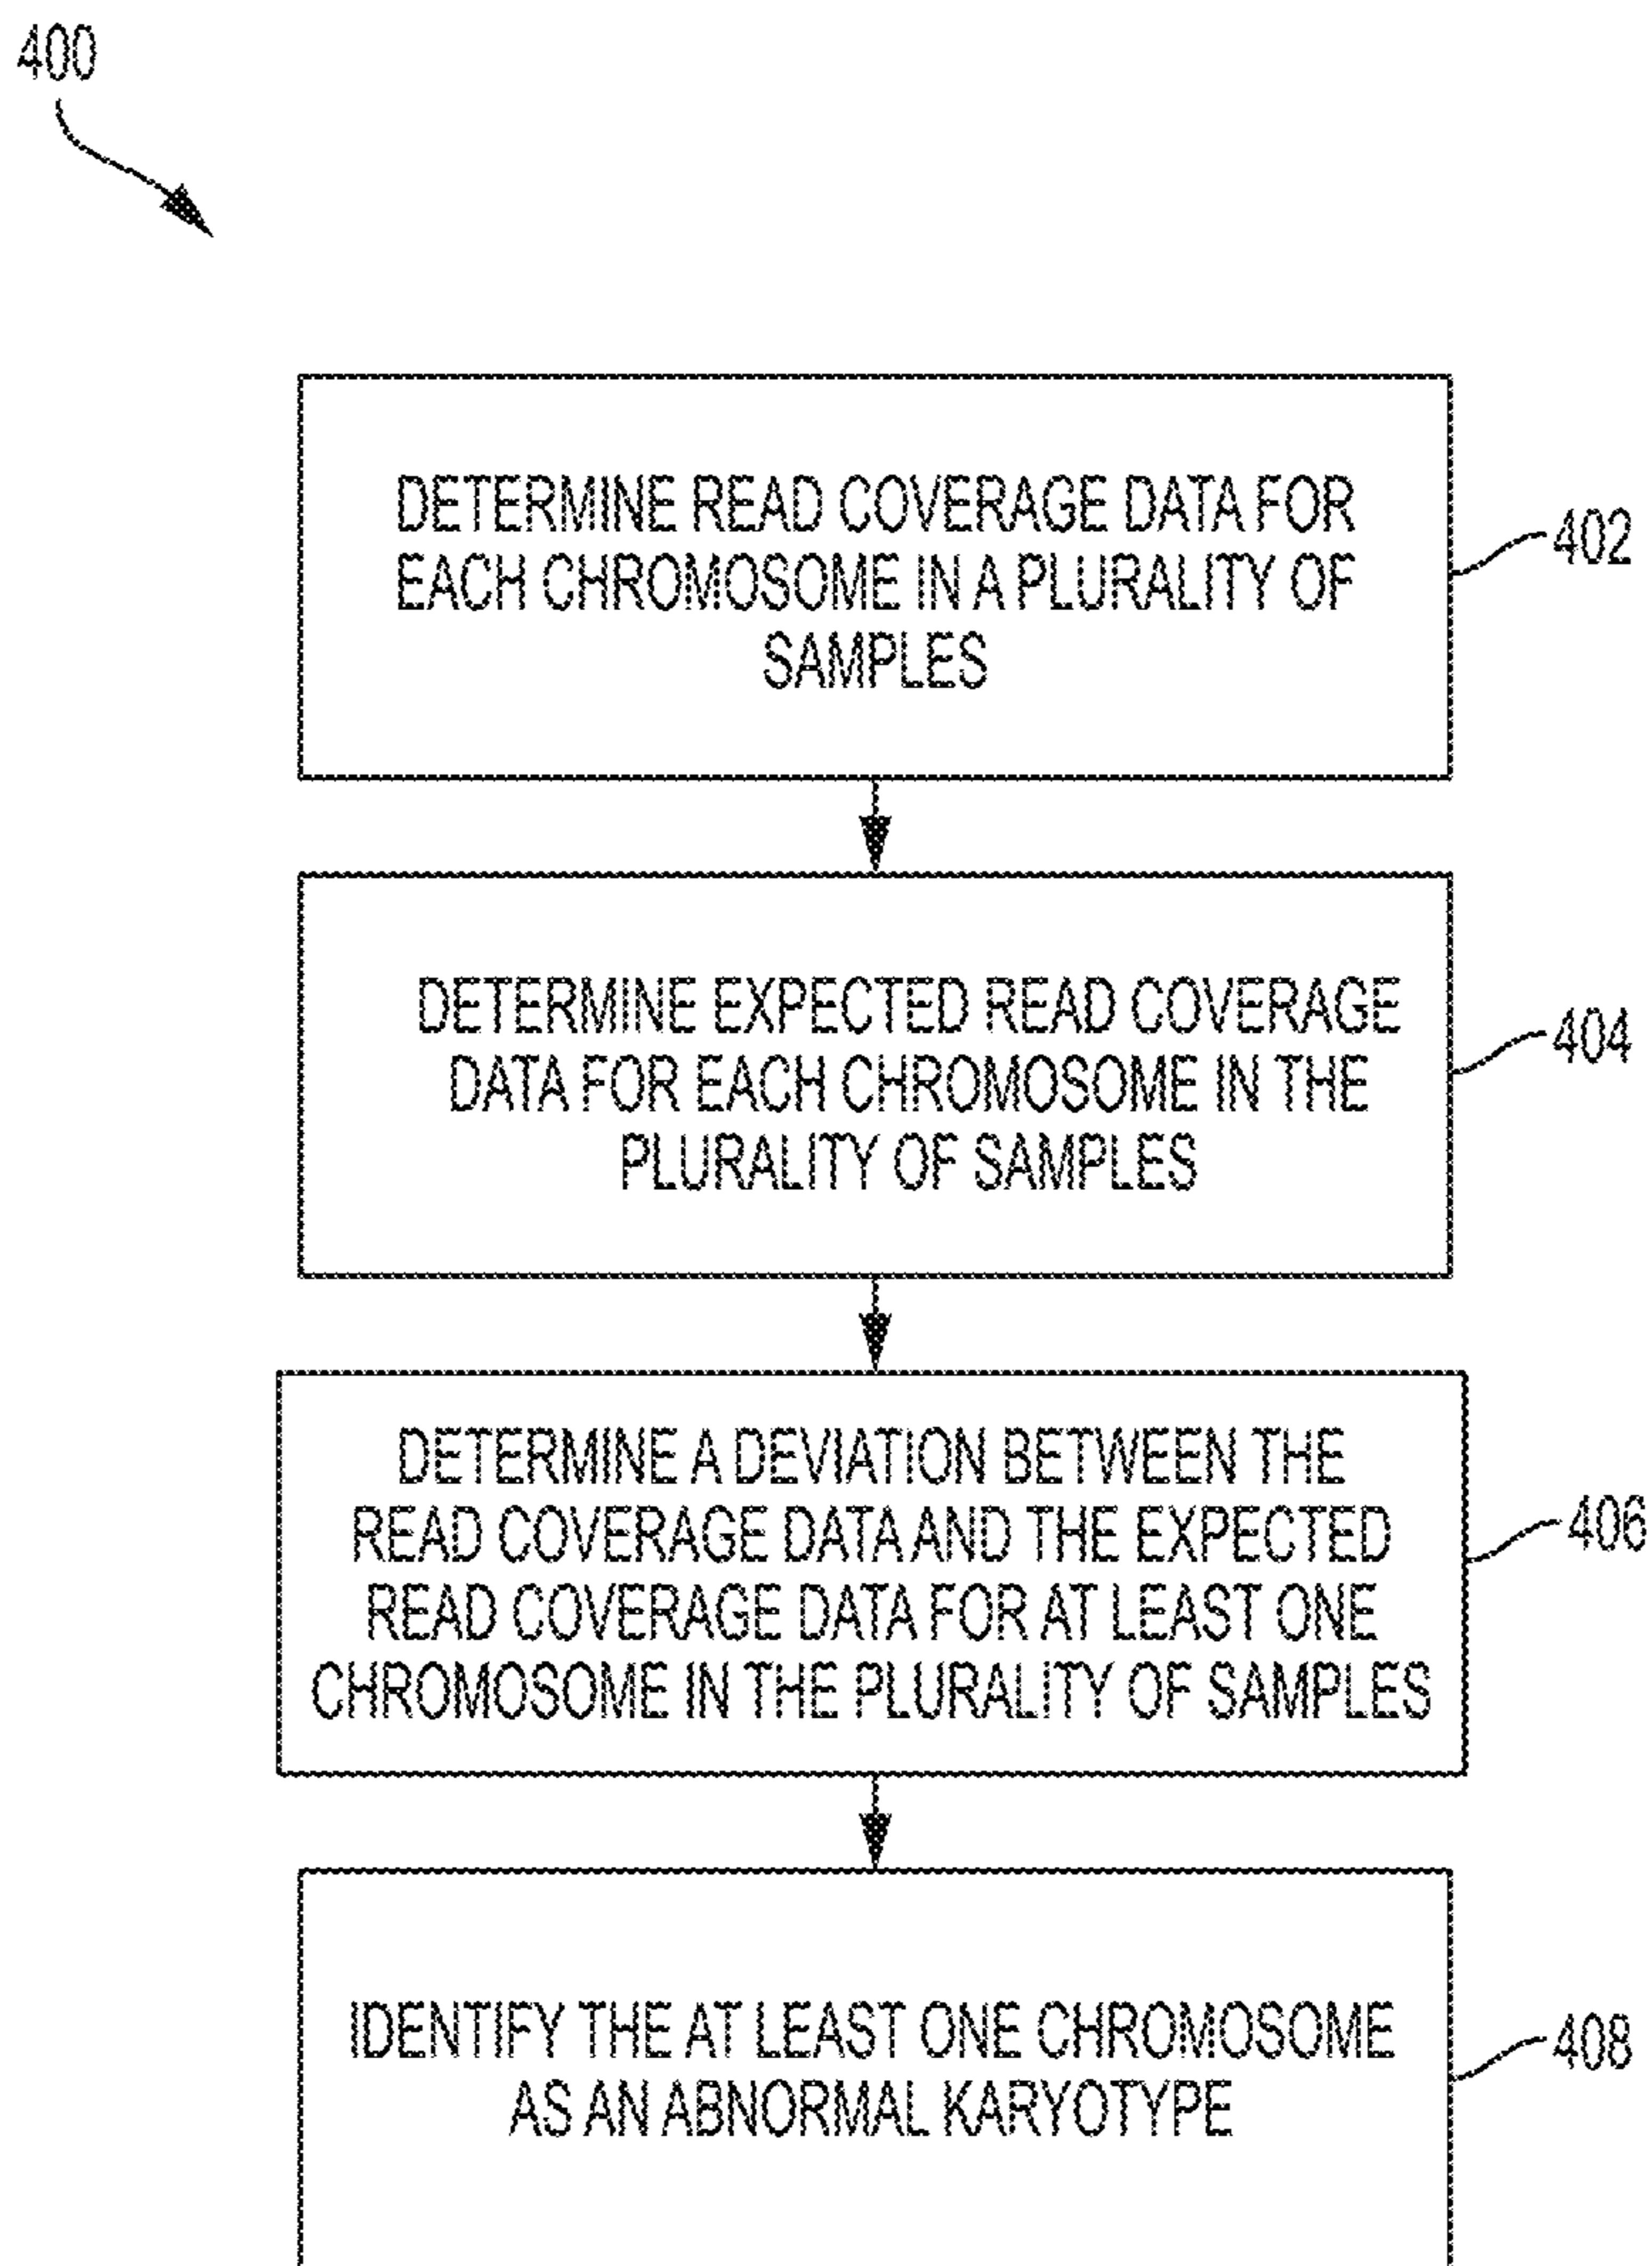 400
DETERMINE READ COVERAGE DATA FOR
EACH CHROMOSOME IN A PLURALITY OF
SAMPLES
402
DETERMINE EXPECTED READ COVERAGE
DATA FOR EACH CHROMOSOME IN THE
PLURALITY OF SAMPLES
404
DETERMINE A DEVIATION BETWEEN THE
READ COVERAGE DATA AND THE EXPECTED
READ COVERAGE DATA FOR AT LEAST ONE
CHROMOSOME IN THE PLURALITY OF SAMPLES
406
IDENTIFY THE AT LEAST ONE CHROMOSOME
AS AN ABNORMAL KARYOTYPE
408